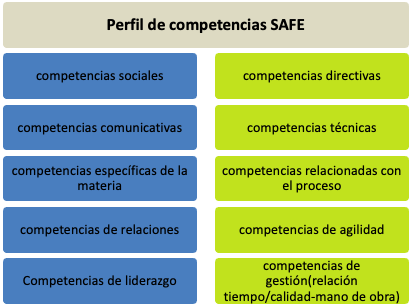 Perfil de competencias SAFE
competencias sociales
competencias directivas
competencias comunicativas
competencias técnicas
competencias específicas de la
materia
competencias relacionadas con
el proceso
competencias de relaciones
competencias de agilidad
Competencias de liderazgo
competencias de
gestión(relación
tiempo/calidad-mano de obra)